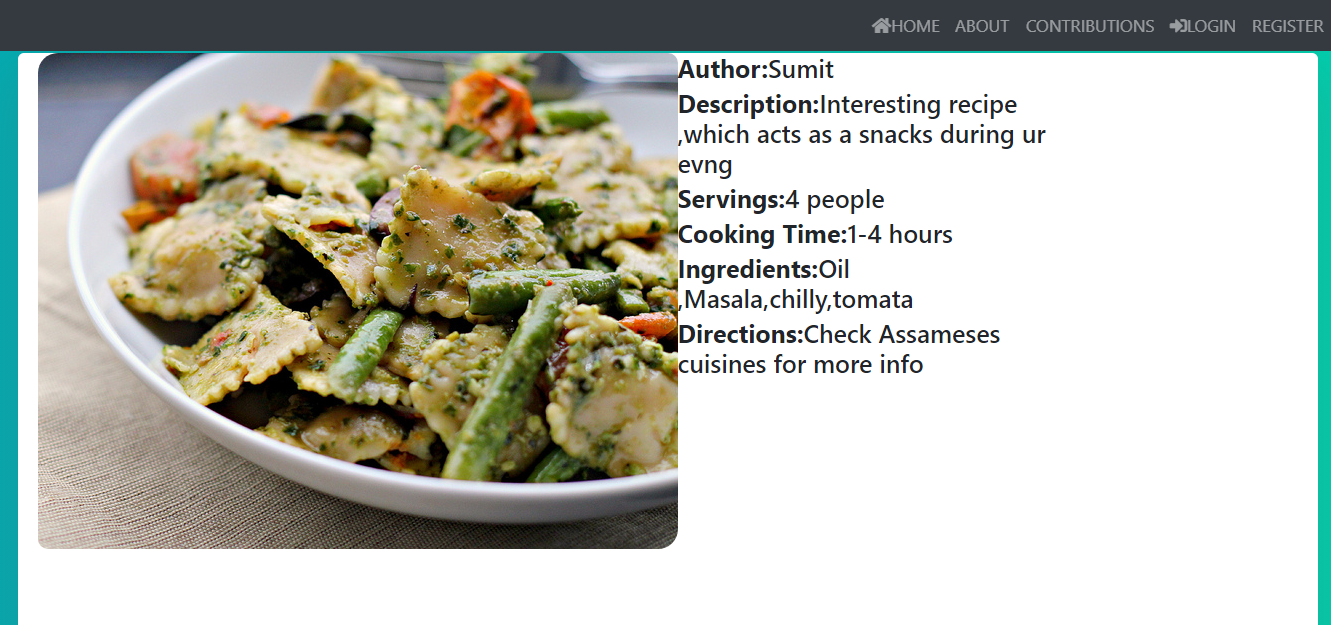 HOME ABOUT CONTRIBUTIONS LOGIN REGISTER
Author:Sumit
Description:Interesting recipe
,which acts as a snacks during ur
evng
Servings:4 people
Cooking Time:1-4 hours
Ingredients:Oil
,Masala,chilly,tomata
Directions:Check Assameses
cuisines for more info